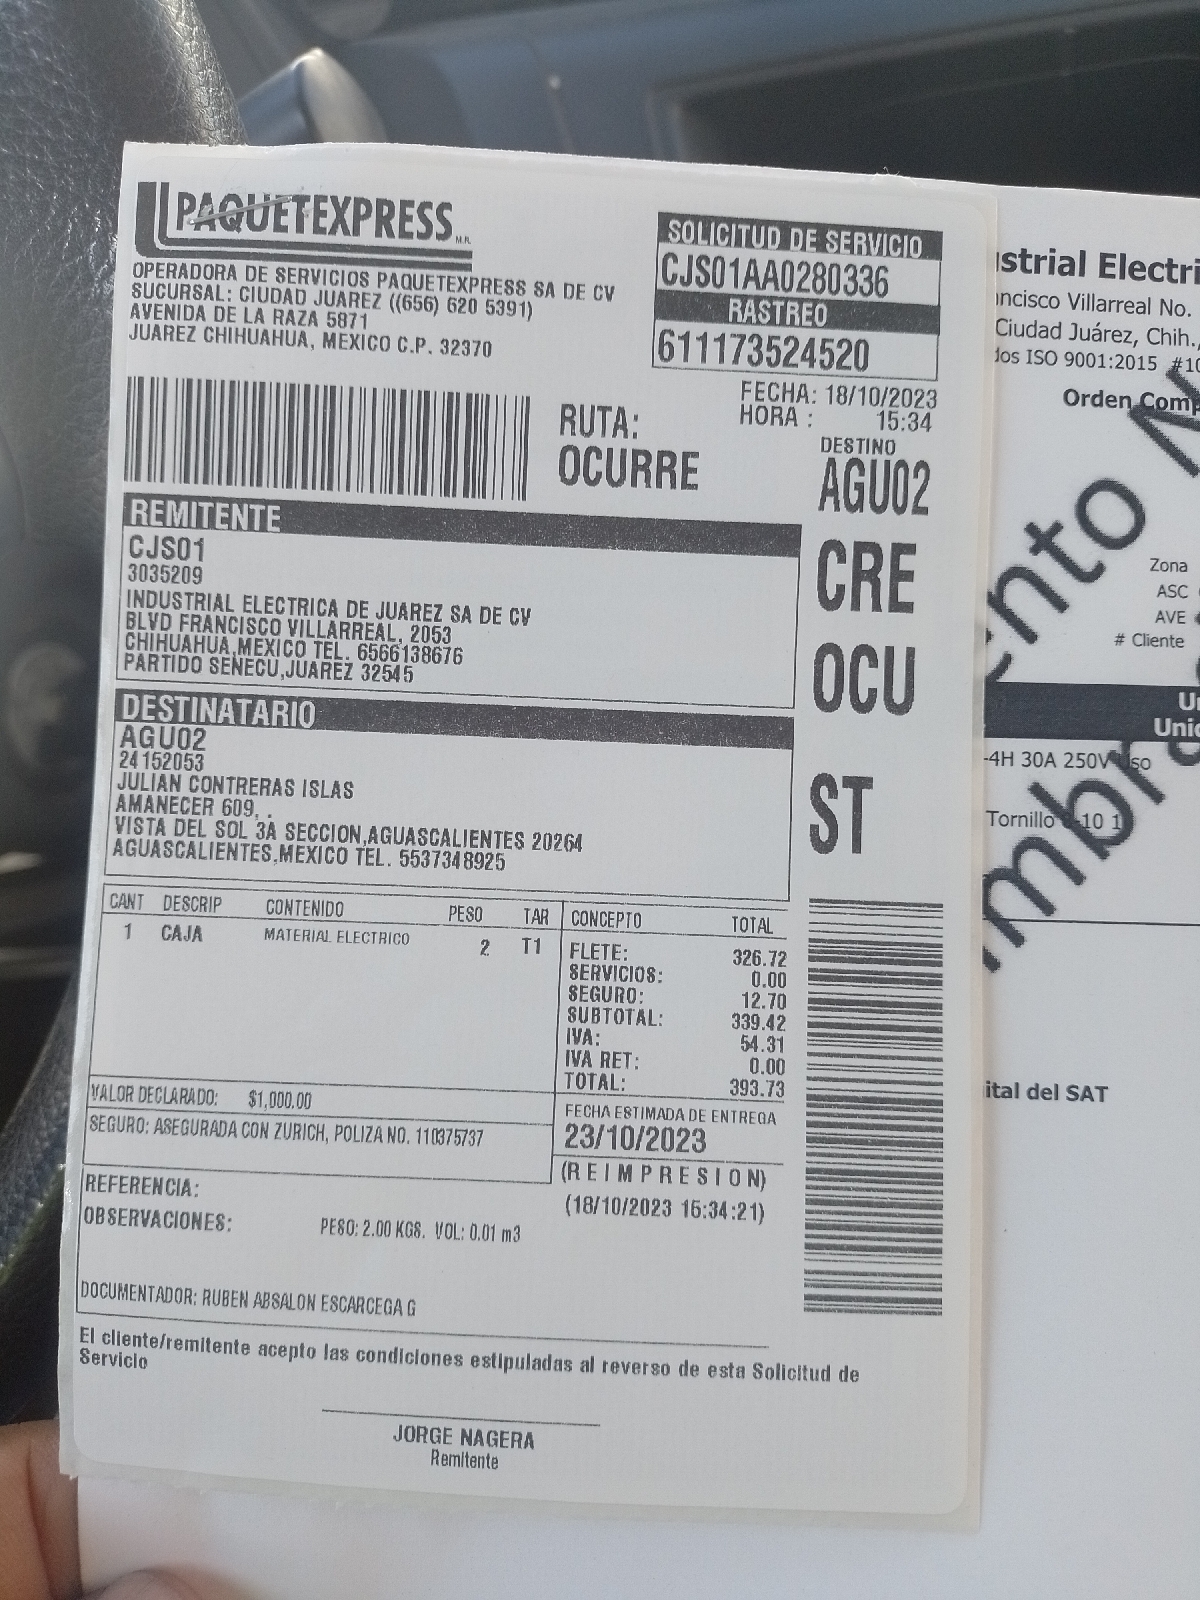 PAQUETEXPRESS M.R.
OPERADORA DE SERVICIOS PAQUETEXPRESS SA DE CV
SUCURSAL: CIUDAD JUAREZ ((656) 620 5391)
AVENIDA DE LA RAZA 5871
JUAREZ CHIHUAHUA, MEXICO C.P. 32370
SOLICITUD DE SERVICIO
CJS01AA0280336
RASTREO
611173524520
FECHA: 18/10/2023
HORA : 15:34
RUTA:
OCURRE
DESTINO
AGU02
CRE
OCU
ST
REMITENTE
CJS01
3035209
INDUSTRIAL ELECTRICA DE JUAREZ SA DE CV
BLVD FRANCISCO VILLARREAL, 2053
CHIHUAHUA,MEXICO TEL. 6566138676
PARTIDO SENECU,JUAREZ 32545
DESTINATARIO
AGU02
24152053
JULIAN CONTRERAS ISLAS
AMANECER 609, .
VISTA DEL SOL 3A SECCION,AGUASCALIENTES 20264
AGUASCALIENTES,MEXICO TEL. 5537348925
CANT DESCRIP CONTENIDO PESO TAR
1 CAJA MATERIAL ELECTRICO 2 T1
CONCEPTO TOTAL
FLETE: 326.72
SERVICIOS: 0.00
SEGURO: 12.70
SUBTOTAL: 339.42
IVA: 54.31
IVA RET: 0.00
TOTAL: 393.73
VALOR DECLARADO: $1,000.00
SEGURO: ASEGURADA CON ZURICH, POLIZA NO. 110375737
FECHA ESTIMADA DE ENTREGA
23/10/2023
(R E I M P R E S I O N)
(18/10/2023 15:34:21)
REFERENCIA:
OBSERVACIONES: PESO: 2.00 KGS. VOL: 0.01 m3
DOCUMENTADOR: RUBEN ABSALON ESCARCEGA G
El cliente/remitente acepto las condiciones estipuladas al reverso de esta Solicitud de
Servicio
JORGE NAGERA
Remitente
strial Electri
ncisco Villarreal No.
Ciudad Juárez, Chih.,
dos ISO 9001:2015 #10
Orden Comp
Zona
ASC
AVE
# Cliente
Unic
-4H 30A 250V Uso
Tornillo
ital del SAT